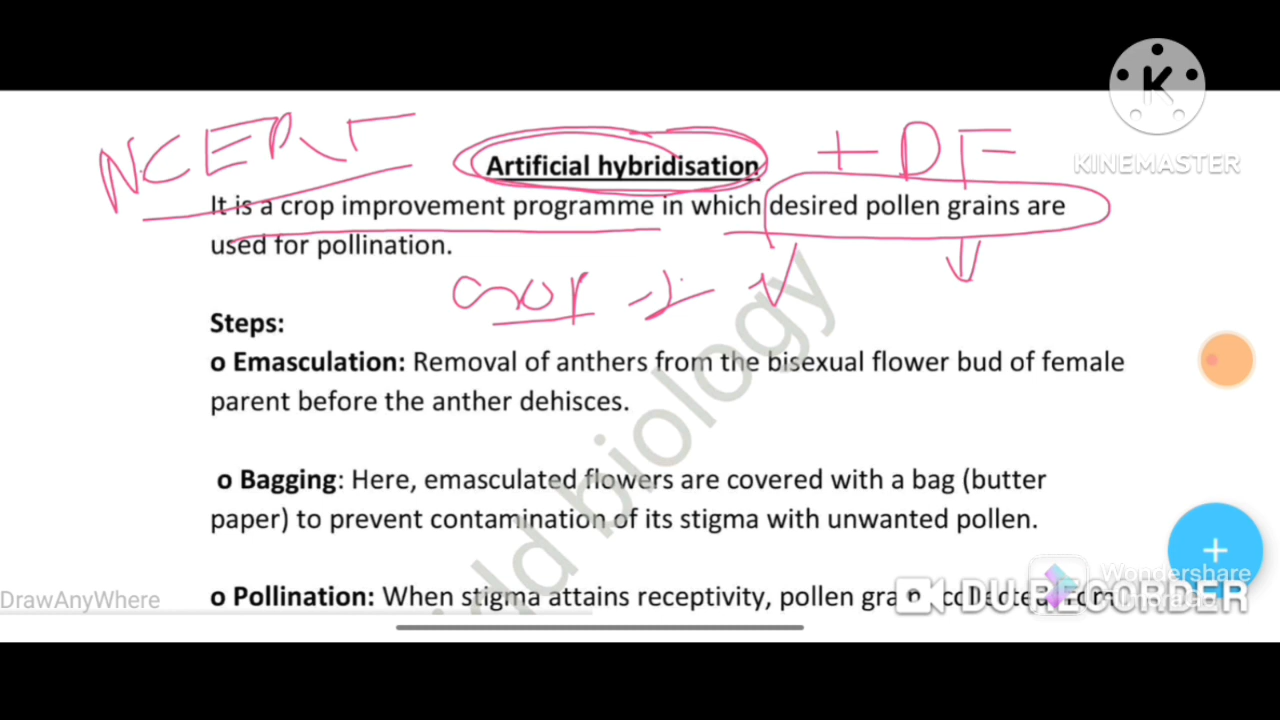 KINEMASTER
NCERT
Artificial hybridisation
+ DF
It is a crop improvement programme in which desired pollen grains are
used for pollination.
Steps:
o Emasculation: Removal of anthers from the bisexual flower bud of female
parent before the anther dehisces.
o Bagging: Here, emasculated flowers are covered with a bag (butter
paper) to prevent contamination of its stigma with unwanted pollen.
o Pollination: When stigma attains receptivity, pollen
biology
DrawAnyWhere
DU RECORDER
Wondershare